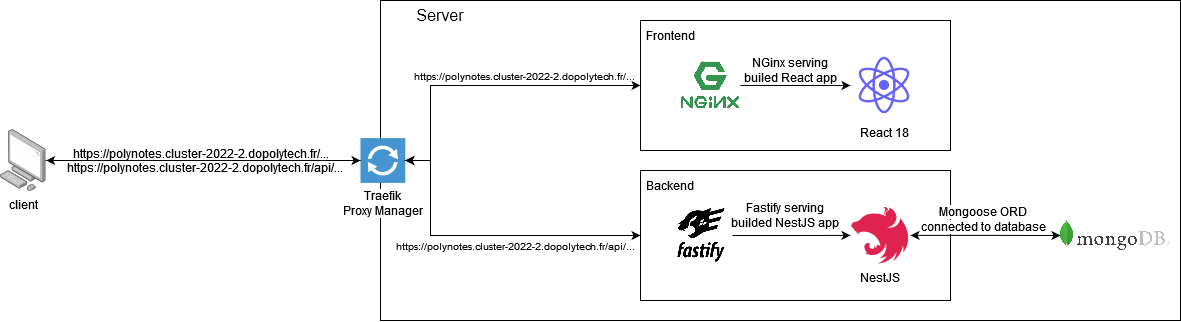 Server
Frontend
https://polynotes.cluster-2022-2.dopolytech.fr/...
NGINX
NGinx serving
builed React app
React 18
https://polynotes.cluster-2022-2.dopolytech.fr/...
https://polynotes.cluster-2022-2.dopolytech.fr/api/...
client
Traefik
Proxy Manager
https://polynotes.cluster-2022-2.dopolytech.fr/api/...
Backend
fastify
Fastify serving
builded NestJS app
NestJS
Mongoose ORD
connected to database
mongoDB